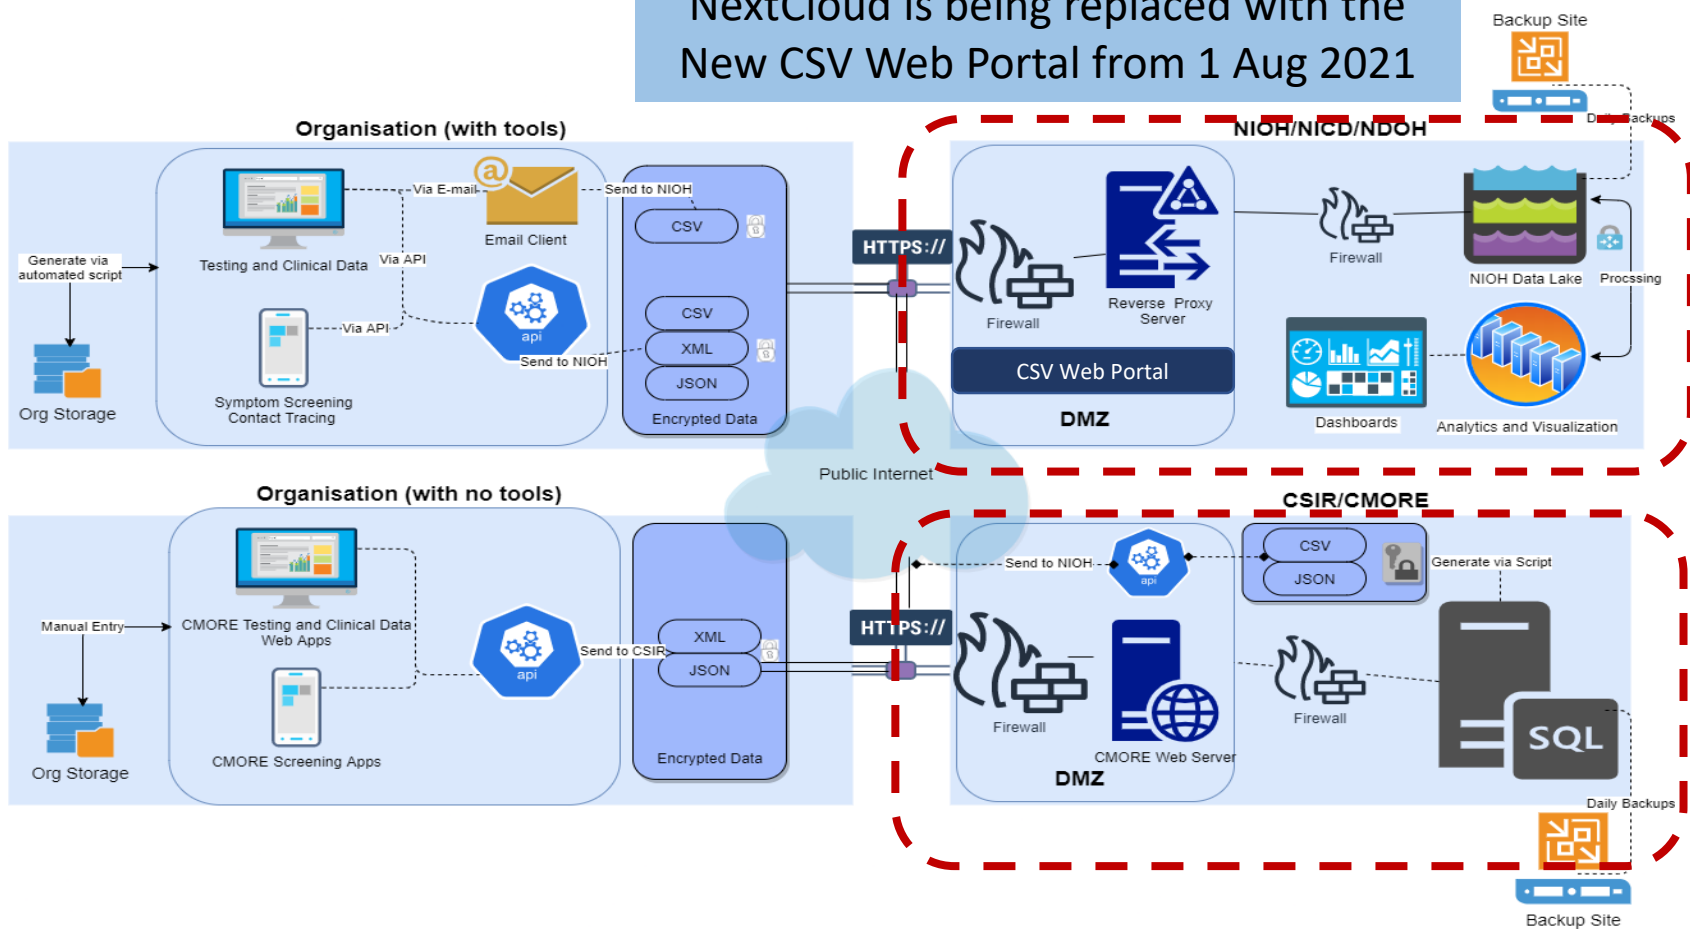 NextCloud is being replaced with the
New CSV Web Portal from 1 Aug 2021
Backup Site
Daily Backups
Organisation (with tools)
NIOH/NICD/NDOH
Generate via
automated script
Org Storage
Testing and Clinical Data
Via E-mail
Via API
Via API
Symptom Screening
Contact Tracing
@
Email Client
api
Send to NIOH
Send to NIOH
CSV
CSV
XML
JSON
Encrypted Data
HTTPS://
Firewall
Reverse Proxy
Server
CSV Web Portal
DMZ
Firewall
NIOH Data Lake
Procssing
Dashboards
Analytics and Visualization
Public Internet
Organisation (with no tools)
CSIR/CMORE
Manual Entry
Org Storage
CMORE Testing and Clinical Data
Web Apps
CMORE Screening Apps
api
Send to CSIR
XML
JSON
Encrypted Data
HTTPS://
Send to NIOH
api
CSV
JSON
Generate via Script
Firewall
CMORE Web Server
DMZ
Firewall
SQL
Daily Backups
Backup Site